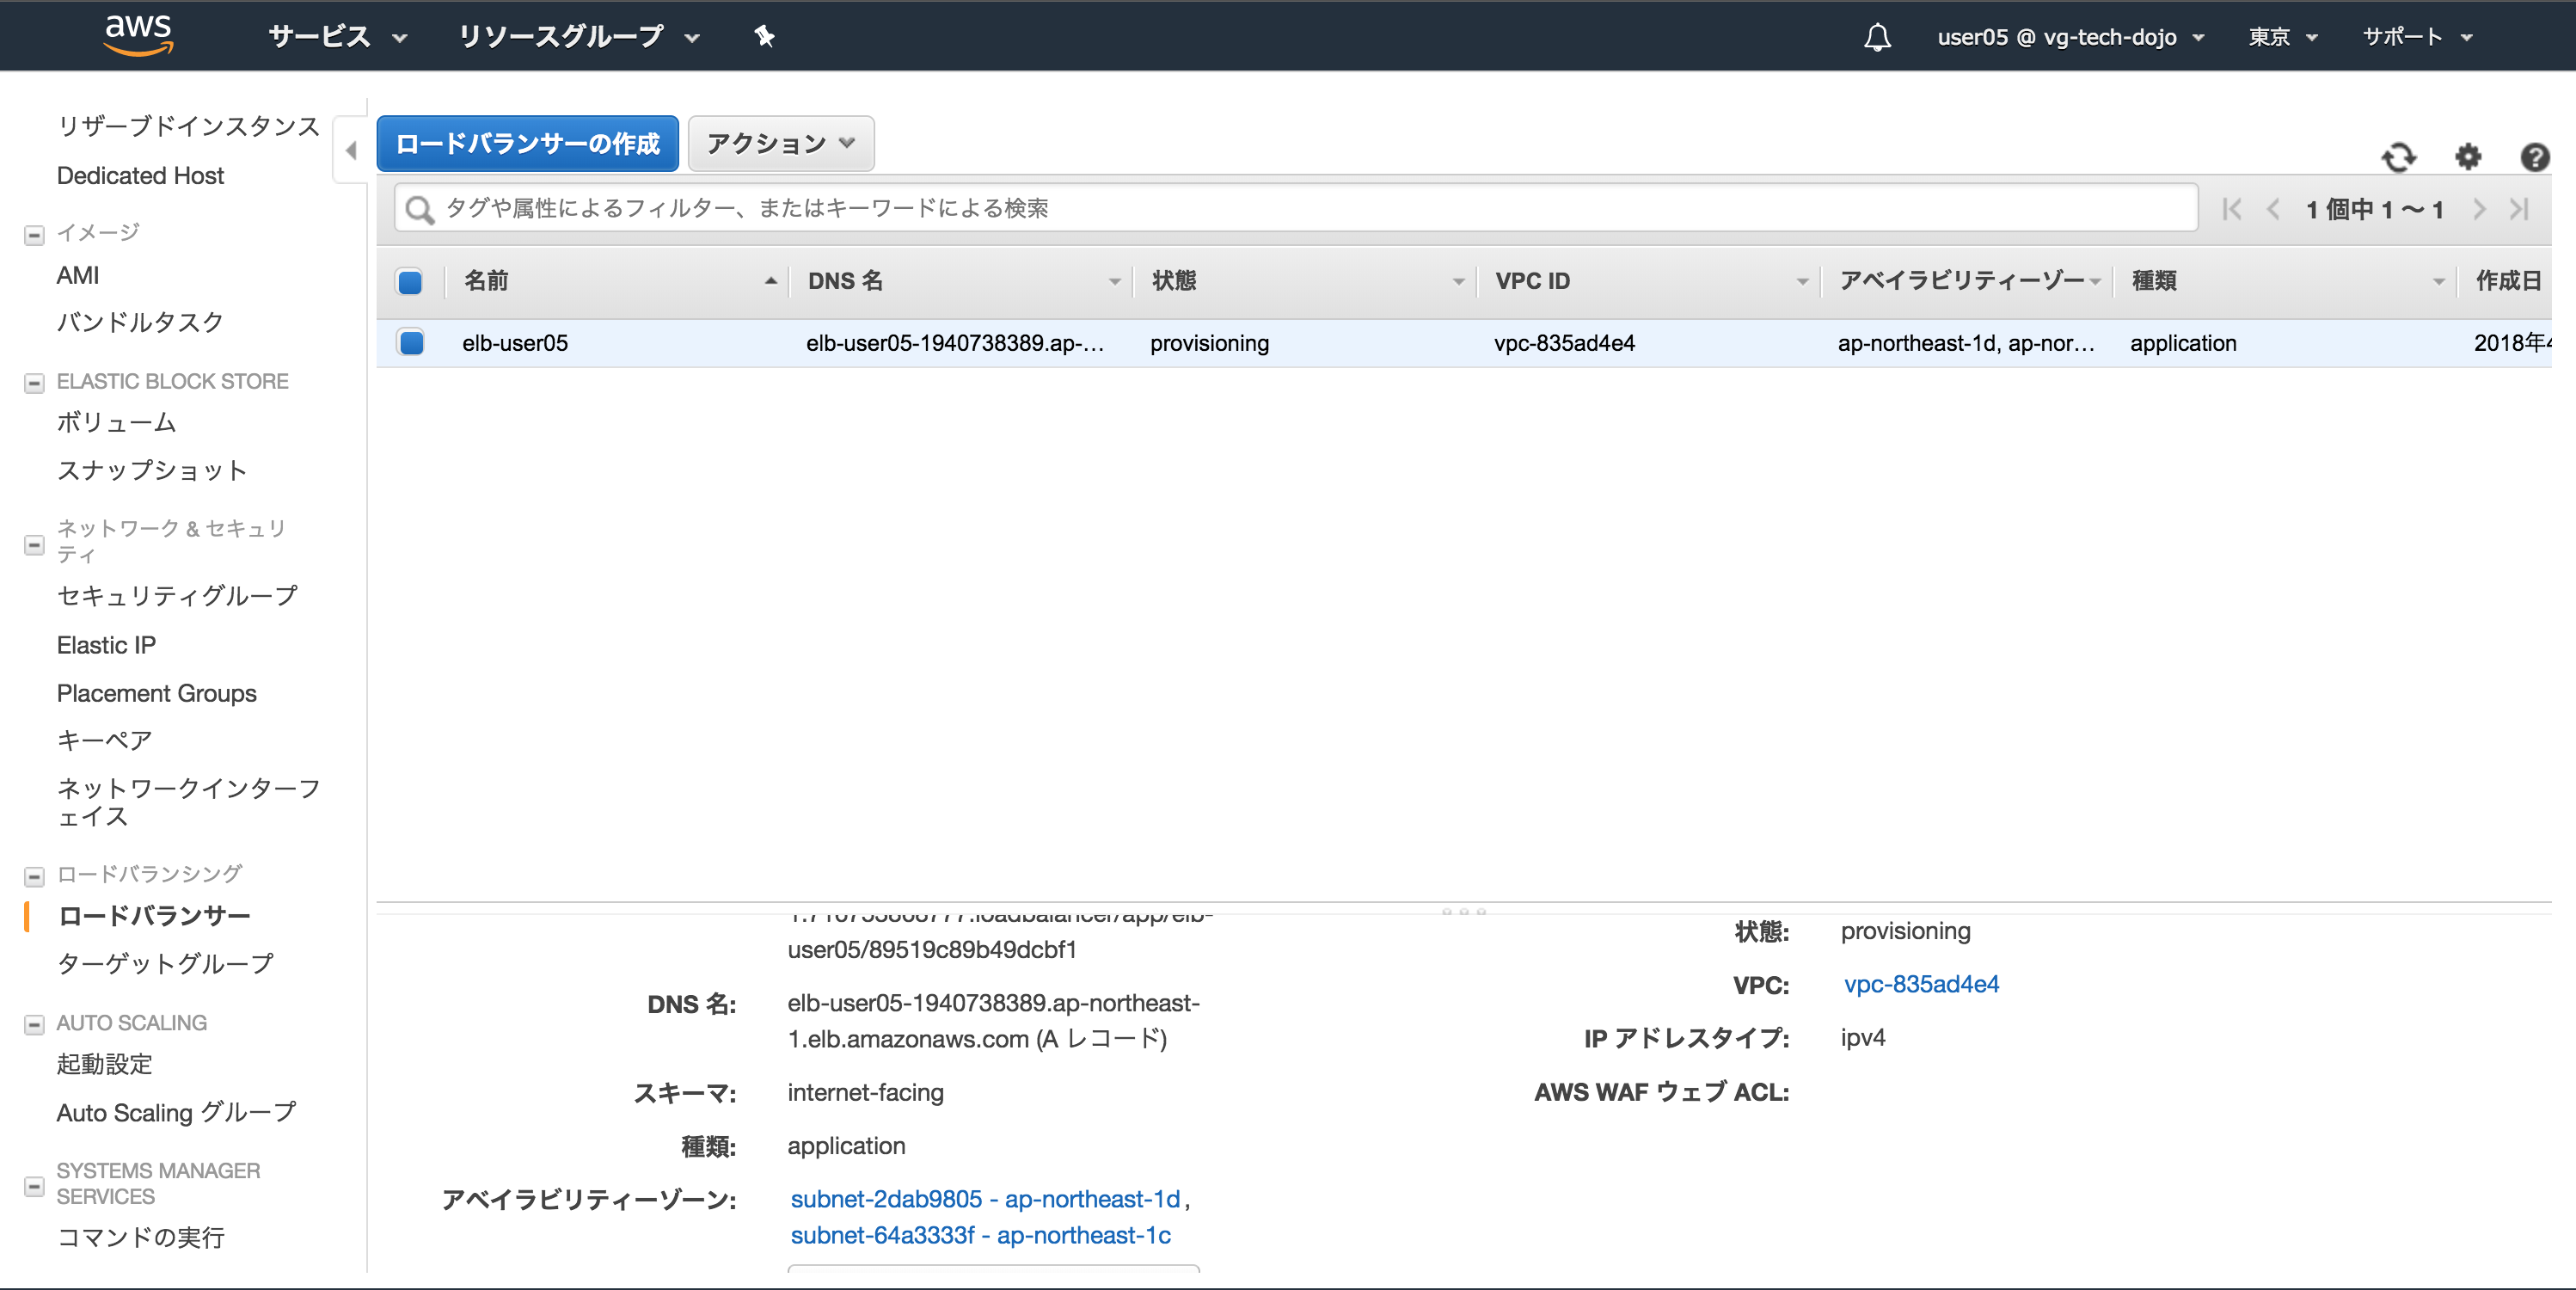 aws サービス リソースグループ user05 @ vg-tech-dojo 東京 サポート
リザーブドインスタンス
Dedicated Host
イメージ
AMI
バンドルタスク
ELASTIC BLOCK STORE
ボリューム
スナップショット
ネットワーク & セキュリ
ティ
セキュリティグループ
Elastic IP
Placement Groups
キーペア
ネットワークインターフ
ェイス
ロードバランシング
ロードバランサー
ターゲットグループ
AUTO SCALING
起動設定
Auto Scaling グループ
SYSTEMS MANAGER
SERVICES
コマンドの実行
ロードバランサーの作成 アクション
タグや属性によるフィルター、またはキーワードによる検索 1 個中 1 〜 1
名前 DNS 名 状態 VPC ID アベイラビリティーゾー 種類 作成日
elb-user05 elb-user05-1940738389.ap-... provisioning vpc-835ad4e4 ap-northeast-1d, ap-nor... application 2018年4
user05/89519c89b49dcbf1
DNS 名: elb-user05-1940738389.ap-northeast-
1.elb.amazonaws.com (A レコード)
スキーマ: internet-facing
種類: application
アベイラビリティーゾーン: subnet-2dab9805 - ap-northeast-1d,
subnet-64a3333f - ap-northeast-1c
状態: provisioning
VPC: vpc-835ad4e4
IP アドレスタイプ: ipv4
AWS WAF ウェブ ACL: